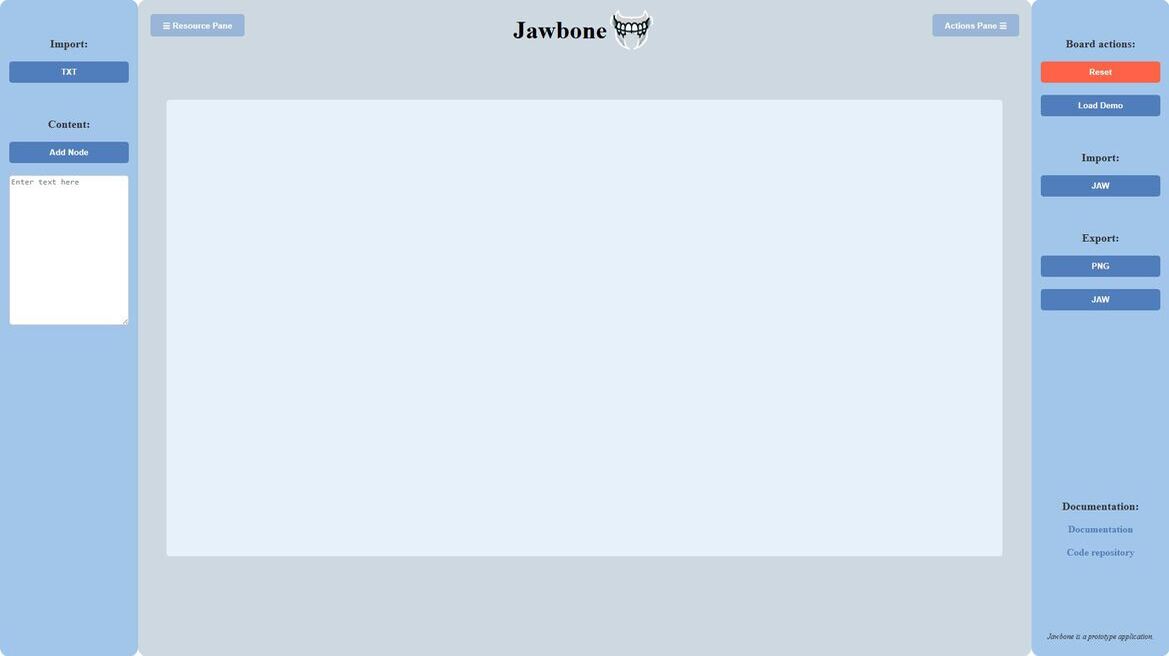 Import:
TXT
Content:
Add Node
Enter text here
☰ Resource Pane
Jawbone
Actions Pane ☰
Board actions:
Reset
Load Demo
Import:
JAW
Export:
PNG
JAW
Documentation:
Documentation
Code repository
Jawbone is a prototype application.